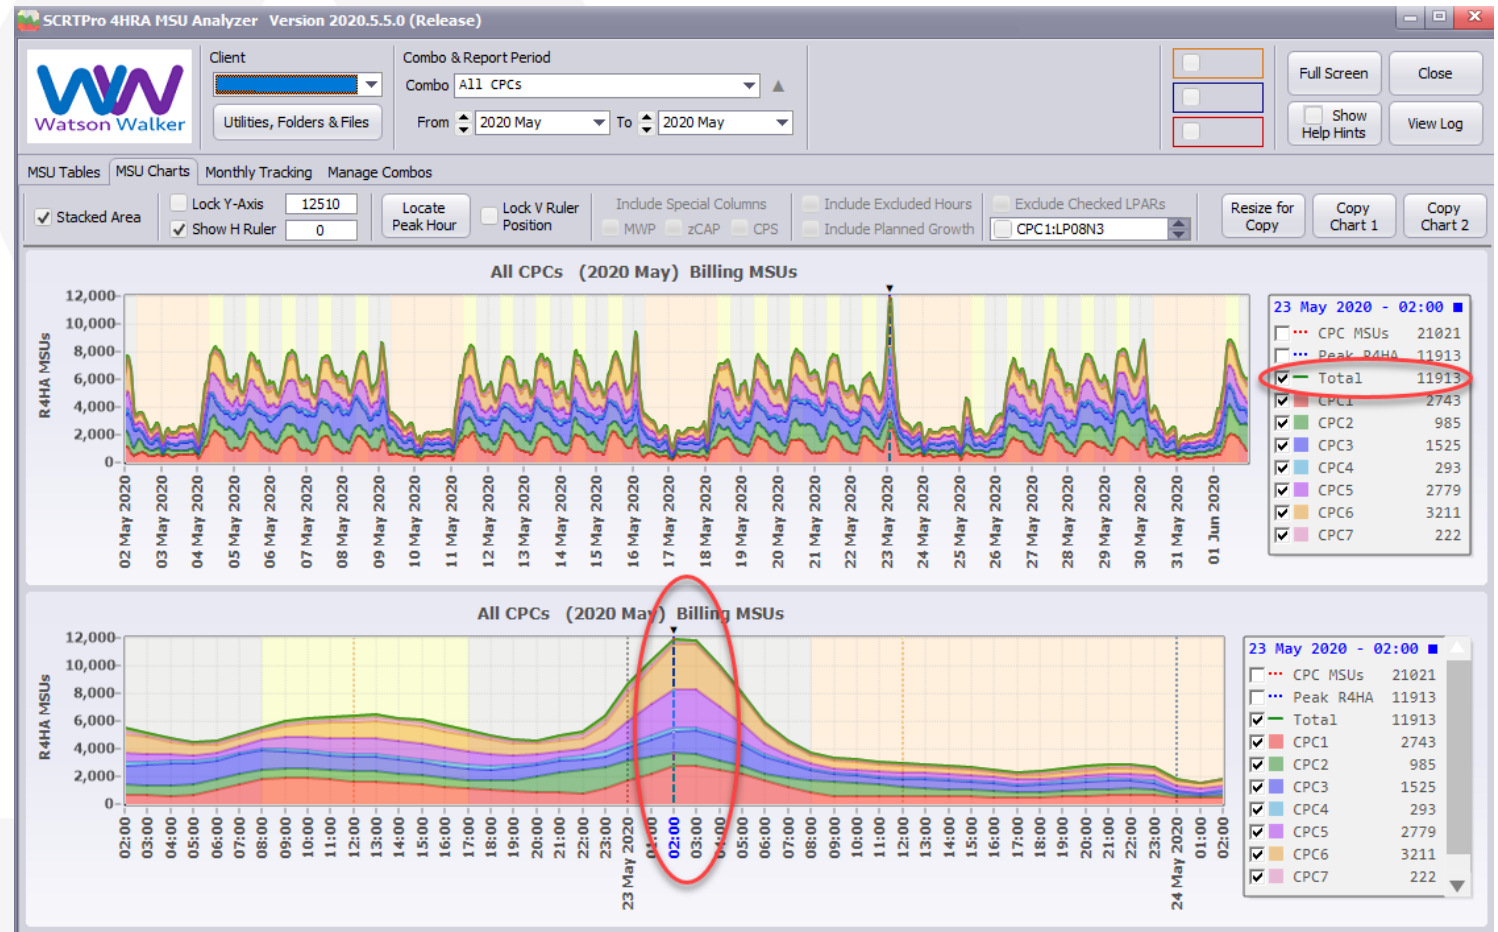 SCRTPro 4HRA MSU Analyzer Version 2020.5.5.0 (Release)
Watson Walker
Client
Utilities, Folders & Files
Combo & Report Period
Combo All CPCs
From 2020 May To 2020 May
Full Screen
Close
Show Help Hints
View Log
MSU Tables MSU Charts Monthly Tracking Manage Combos
Stacked Area
Lock Y-Axis 12510
Show H Ruler 0
Locate Peak Hour
Lock V Ruler Position
Include Special Columns
MWP zCAP CPS
Include Excluded Hours
Include Planned Growth
Exclude Checked LPARs
CPC1:LP08N3
Resize for Copy
Copy Chart 1
Copy Chart 2
All CPCs (2020 May) Billing MSUs
R4HA MSUs
12,000
10,000
8,000
6,000
4,000
2,000
0
02 May 2020
03 May 2020
04 May 2020
05 May 2020
06 May 2020
07 May 2020
08 May 2020
09 May 2020
10 May 2020
11 May 2020
12 May 2020
13 May 2020
14 May 2020
15 May 2020
16 May 2020
17 May 2020
18 May 2020
19 May 2020
20 May 2020
21 May 2020
22 May 2020
23 May 2020
24 May 2020
25 May 2020
26 May 2020
27 May 2020
28 May 2020
29 May 2020
30 May 2020
31 May 2020
01 Jun 2020
23 May 2020 - 02:00
CPC MSUs 21021
Peak R4HA 11913
Total 11913
CPC1 2743
CPC2 985
CPC3 1525
CPC4 293
CPC5 2779
CPC6 3211
CPC7 222
All CPCs (2020 May) Billing MSUs
R4HA MSUs
12,000
10,000
8,000
6,000
4,000
2,000
0
02:00
03:00
04:00
05:00
06:00
07:00
08:00
09:00
10:00
11:00
12:00
13:00
14:00
15:00
16:00
17:00
18:00
19:00
20:00
21:00
22:00
23:00
23 May 2020
01:00
02:00
03:00
04:00
05:00
06:00
07:00
08:00
09:00
10:00
11:00
12:00
13:00
14:00
15:00
16:00
17:00
18:00
19:00
20:00
21:00
22:00
23:00
24 May 2020
01:00
02:00
23 May 2020 - 02:00
CPC MSUs 21021
Peak R4HA 11913
Total 11913
CPC1 2743
CPC2 985
CPC3 1525
CPC4 293
CPC5 2779
CPC6 3211
CPC7 222